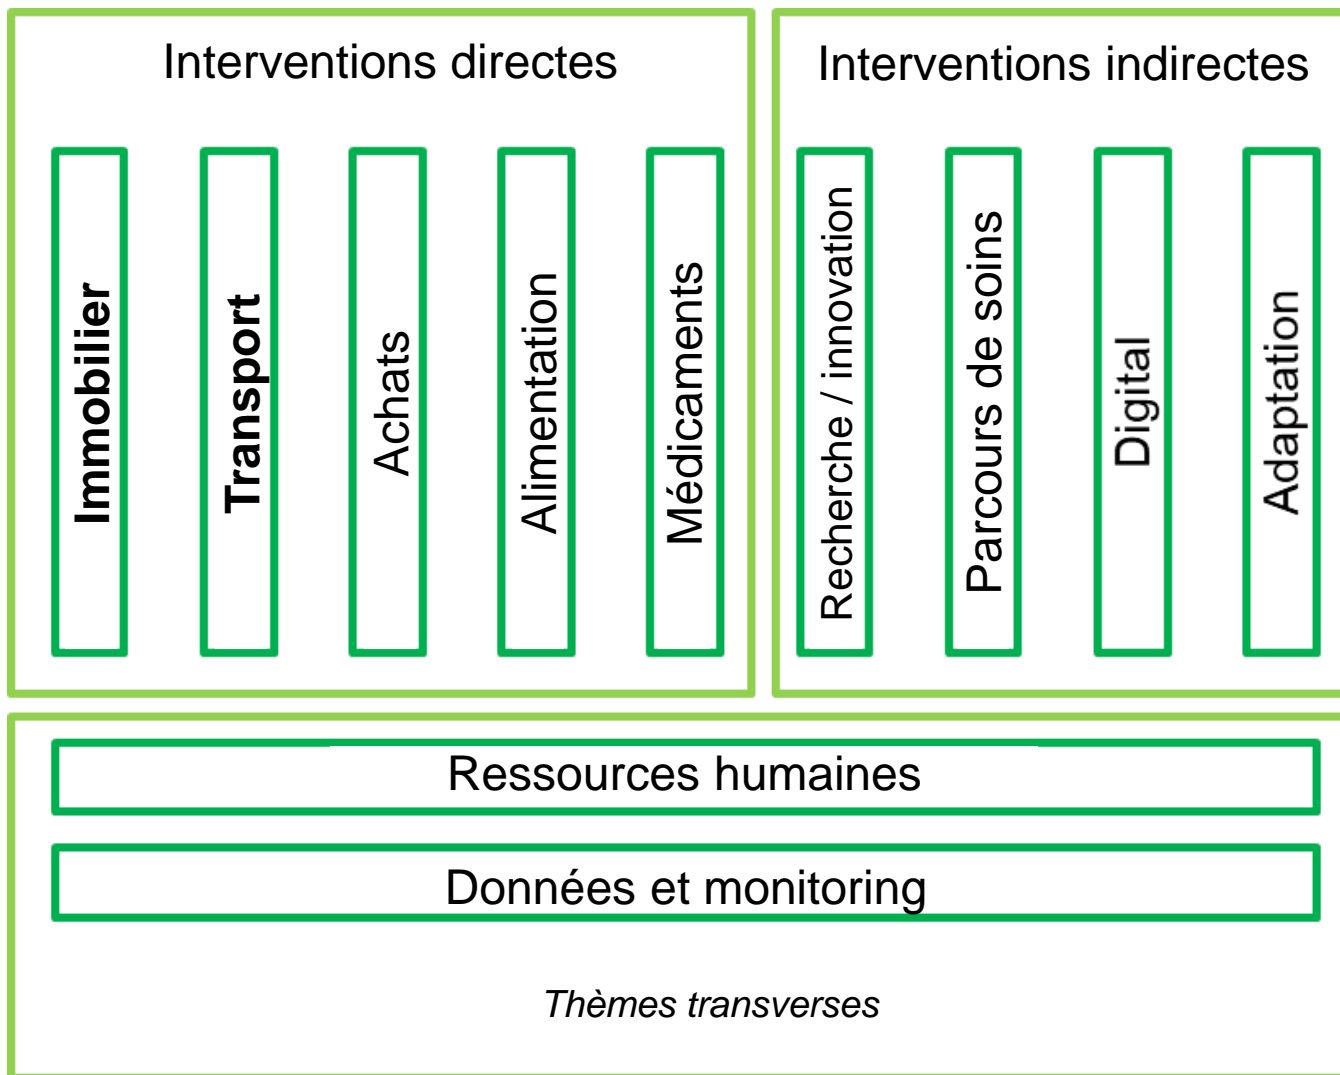 Interventions directes
Immobilier
Transport
Achats
Alimentation
Médicaments
Interventions indirectes
Recherche / innovation
Parcours de soins
Digital
Adaptation
Ressources humaines
Données et monitoring
Thèmes transverses